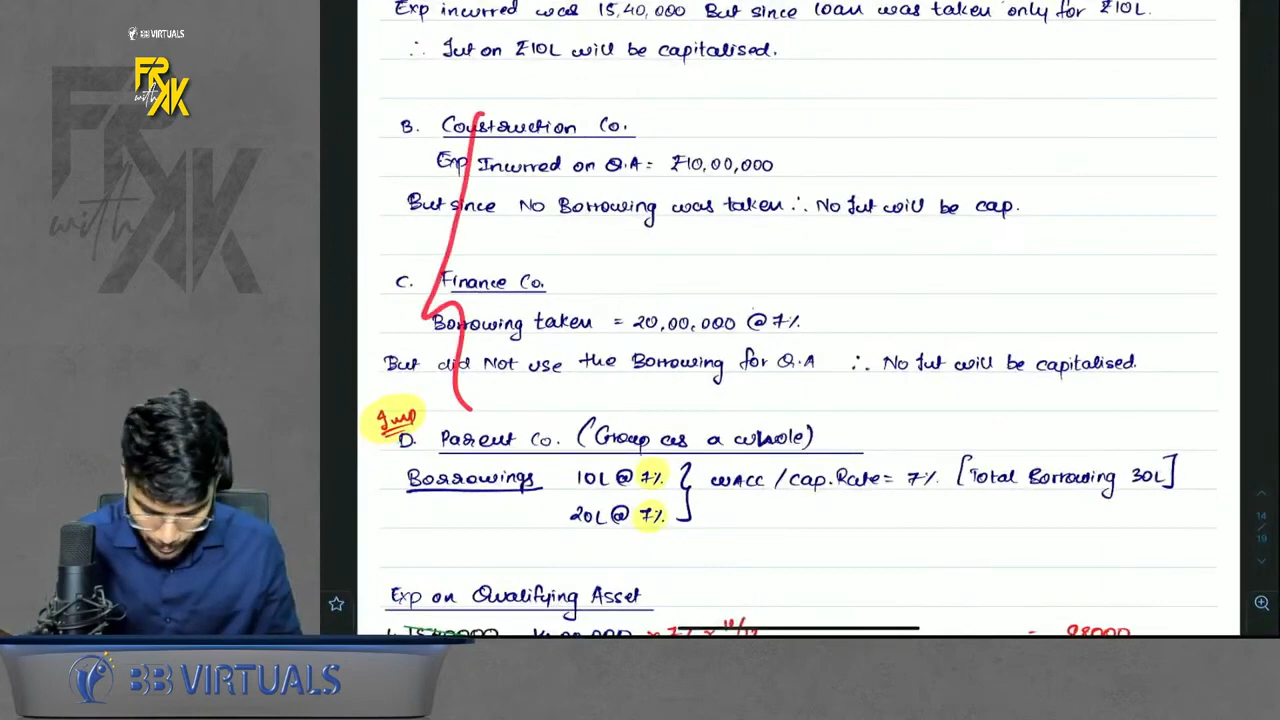 BB VIRTUALS
FR
with
AK
Exp incurred was 15,40,000 But since loan was taken only for ₹10L.
∴ Int on ₹10L will be capitalised.
B. Construction Co.
Exp Incurred on Q.A = ₹10,00,000
But since No Borrowing was taken ∴ No Int will be cap.
C. Finance Co.
Borrowing taken = 20,00,000 @ 7%
But did Not use the Borrowing for Q.A ∴ No Int will be capitalised.
Imp
D. Parent Co. (Group as a whole)
Borrowings 10L @ 7% } WACC / Cap. Rate = 7% [Total Borrowing 30L]
20L @ 7%
Exp on Qualifying Asset
14
19
BB VIRTUALS